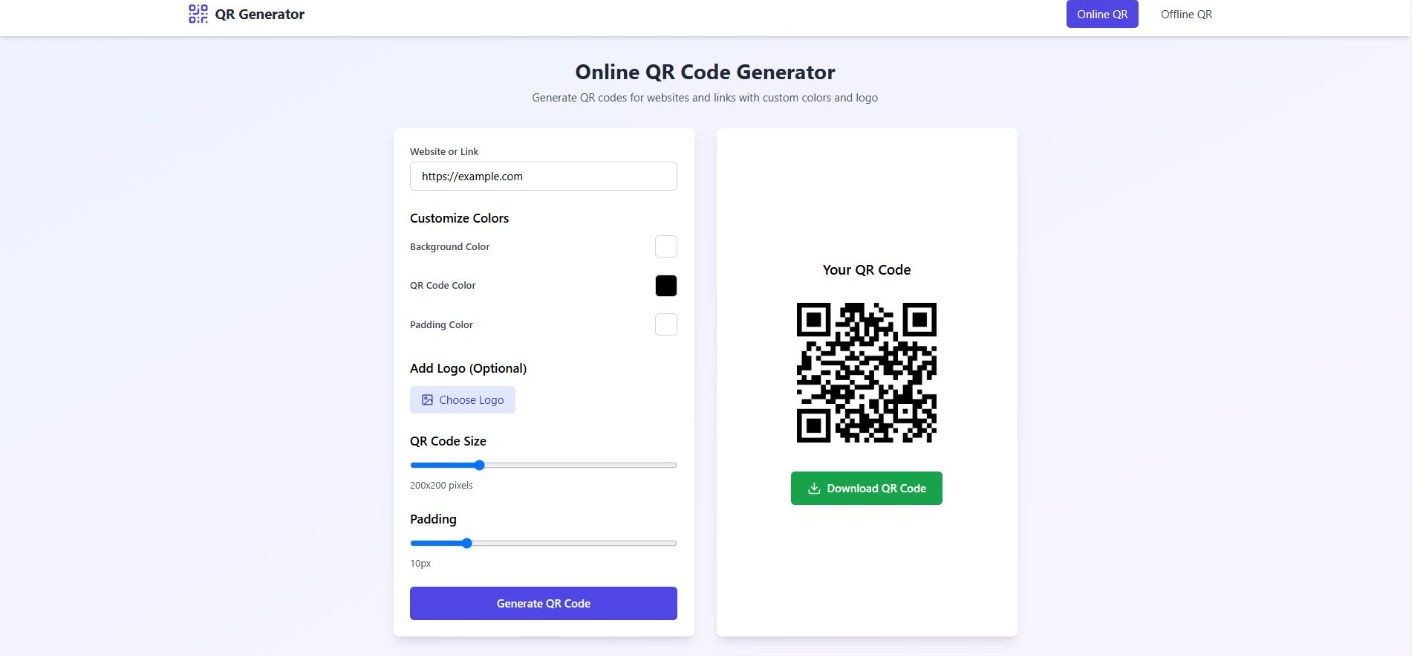 QR Generator
Online QR
Offline QR
Online QR Code Generator
Generate QR codes for websites and links with custom colors and logo
Website or Link
https://example.com
Customize Colors
Background Color
QR Code Color
Padding Color
Add Logo (Optional)
Choose Logo
QR Code Size
200x200 pixels
Padding
10px
Generate QR Code
Your QR Code
Download QR Code